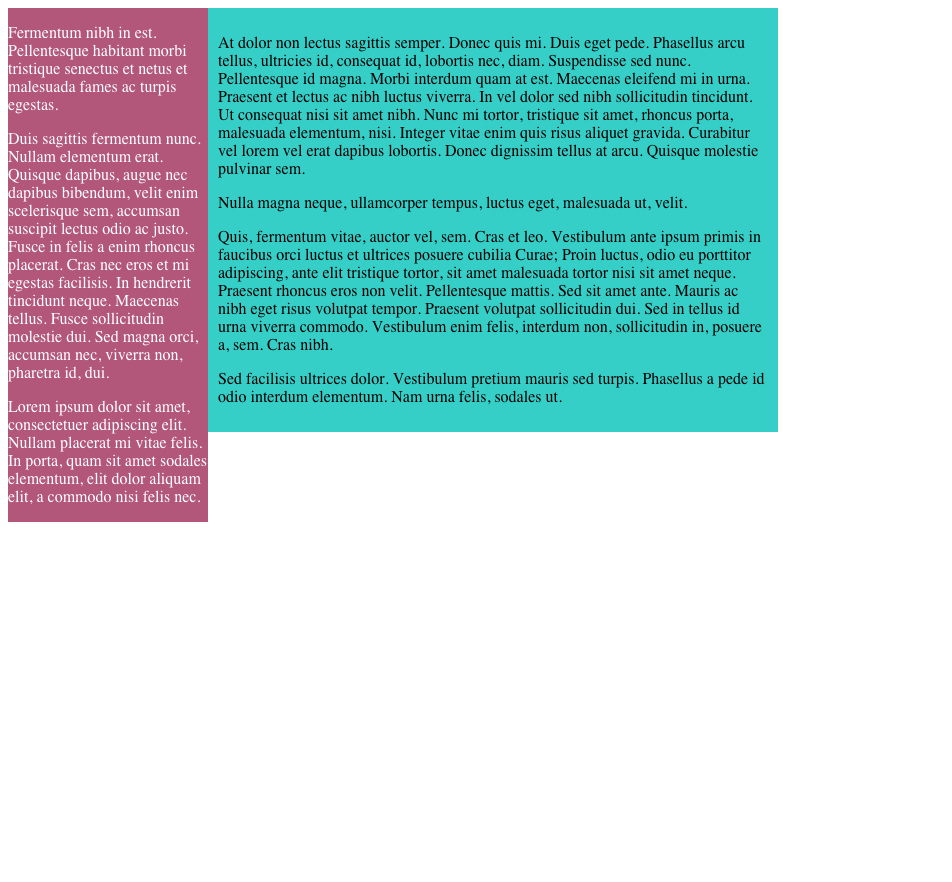 Fermentum nibh in est.
Pellentesque habitant morbi
tristique senectus et netus et
malesuada fames ac turpis
egestas.
Duis sagittis fermentum nunc.
Nullam elementum erat.
Quisque dapibus, augue nec
dapibus bibendum, velit enim
scelerisque sem, accumsan
suscipit lectus odio ac justo.
Fusce in felis a enim rhoncus
placerat. Cras nec eros et mi
egestas facilisis. In hendrerit
tincidunt neque. Maecenas
tellus. Fusce sollicitudin
molestie dui. Sed magna orci,
accumsan nec, viverra non,
pharetra id, dui.
Lorem ipsum dolor sit amet,
consectetuer adipiscing elit.
Nullam placerat mi vitae felis.
In porta, quam sit amet sodales
elementum, elit dolor aliquam
elit, a commodo nisi felis nec.
At dolor non lectus sagittis semper. Donec quis mi. Duis eget pede. Phasellus arcu
tellus, ultricies id, consequat id, lobortis nec, diam. Suspendisse sed nunc.
Pellentesque id magna. Morbi interdum quam at est. Maecenas eleifend mi in urna.
Praesent et lectus ac nibh luctus viverra. In vel dolor sed nibh sollicitudin tincidunt.
Ut consequat nisi sit amet nibh. Nunc mi tortor, tristique sit amet, rhoncus porta,
malesuada elementum, nisi. Integer vitae enim quis risus aliquet gravida. Curabitur
vel lorem vel erat dapibus lobortis. Donec dignissim tellus at arcu. Quisque molestie
pulvinar sem.
Nulla magna neque, ullamcorper tempus, luctus eget, malesuada ut, velit.
Quis, fermentum vitae, auctor vel, sem. Cras et leo. Vestibulum ante ipsum primis in
faucibus orci luctus et ultrices posuere cubilia Curae; Proin luctus, odio eu porttitor
adipiscing, ante elit tristique tortor, sit amet malesuada tortor nisi sit amet neque.
Praesent rhoncus eros non velit. Pellentesque mattis. Sed sit amet ante. Mauris ac
nibh eget risus volutpat tempor. Praesent volutpat sollicitudin dui. Sed in tellus id
urna viverra commodo. Vestibulum enim felis, interdum non, sollicitudin in, posuere
a, sem. Cras nibh.
Sed facilisis ultrices dolor. Vestibulum pretium mauris sed turpis. Phasellus a pede id
odio interdum elementum. Nam urna felis, sodales ut.